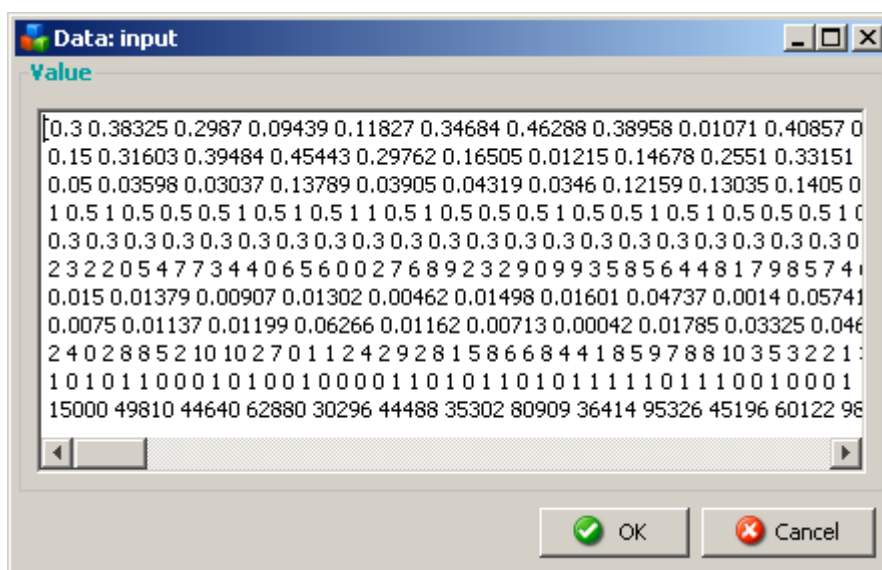 Data: input
Value
[0.3 0.38325 0.2987 0.09439 0.11827 0.34684 0.46288 0.38958 0.01071 0.40857 0
0.15 0.31603 0.39484 0.45443 0.29762 0.16505 0.01215 0.14678 0.2551 0.33151
0.05 0.03598 0.03037 0.13789 0.03905 0.04319 0.0346 0.12159 0.13035 0.1405 0
1 0.5 1 0.5 0.5 0.5 1 0.5 1 0.5 1 1 0.5 1 0.5 0.5 0.5 1 0.5 0.5 1 0.5 1 0.5 0.5 0.5 1
0.3 0.3 0.3 0.3 0.3 0.3 0.3 0.3 0.3 0.3 0.3 0.3 0.3 0.3 0.3 0.3 0.3 0.3 0.3 0.3 0.3 0
2 3 2 2 0 5 4 7 7 3 4 4 0 6 5 6 0 0 2 7 6 8 9 2 3 2 9 0 9 9 3 5 8 5 6 4 4 8 1 7 9 8 5 7 4
0.015 0.01379 0.00907 0.01302 0.00462 0.01498 0.01601 0.04737 0.0014 0.05741
0.0075 0.01137 0.01199 0.06266 0.01162 0.00713 0.00042 0.01785 0.03325 0.046
2 4 0 2 8 8 5 2 10 10 2 7 0 1 1 2 4 2 9 2 8 1 5 8 6 6 8 4 4 1 8 5 9 7 8 8 10 3 5 3 2 2 1
1 0 1 0 1 1 0 0 0 1 0 1 0 0 1 0 0 0 0 1 1 0 1 0 1 1 0 1 0 1 1 1 1 1 0 1 1 1 0 0 1 0 0 0 1
15000 49810 44640 62880 30296 44488 35302 80909 36414 95326 45196 60122 98
OK Cancel